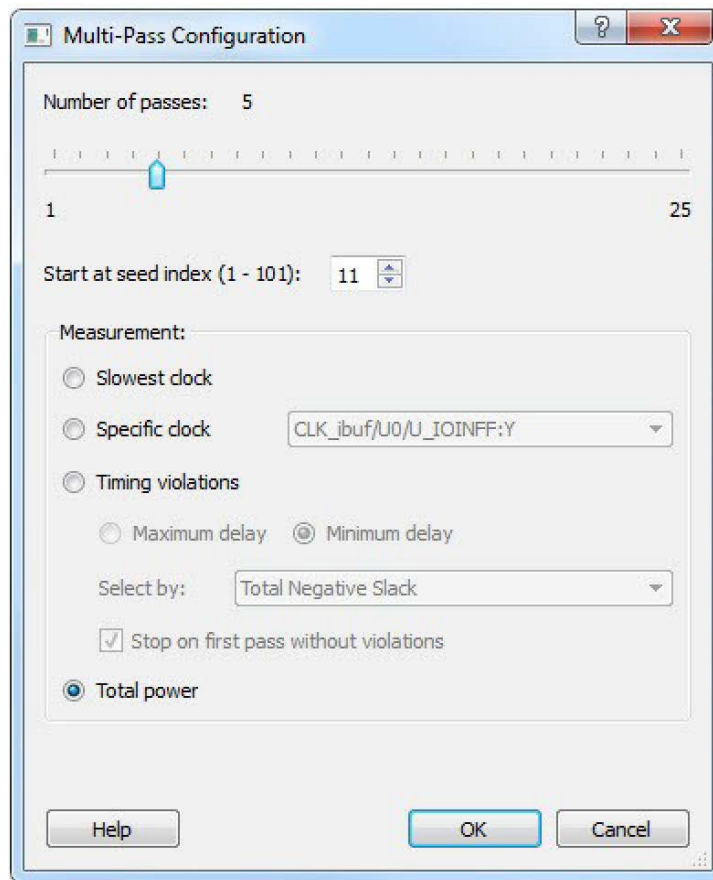 Multi-Pass Configuration
Number of passes: 5
1 25
Start at seed index (1 - 101): 11
Measurement:
Slowest clock
Specific clock CLK_ibuf/U0/U_IOINFF:Y
Timing violations
Maximum delay Minimum delay
Select by: Total Negative Slack
Stop on first pass without violations
Total power
Help OK Cancel